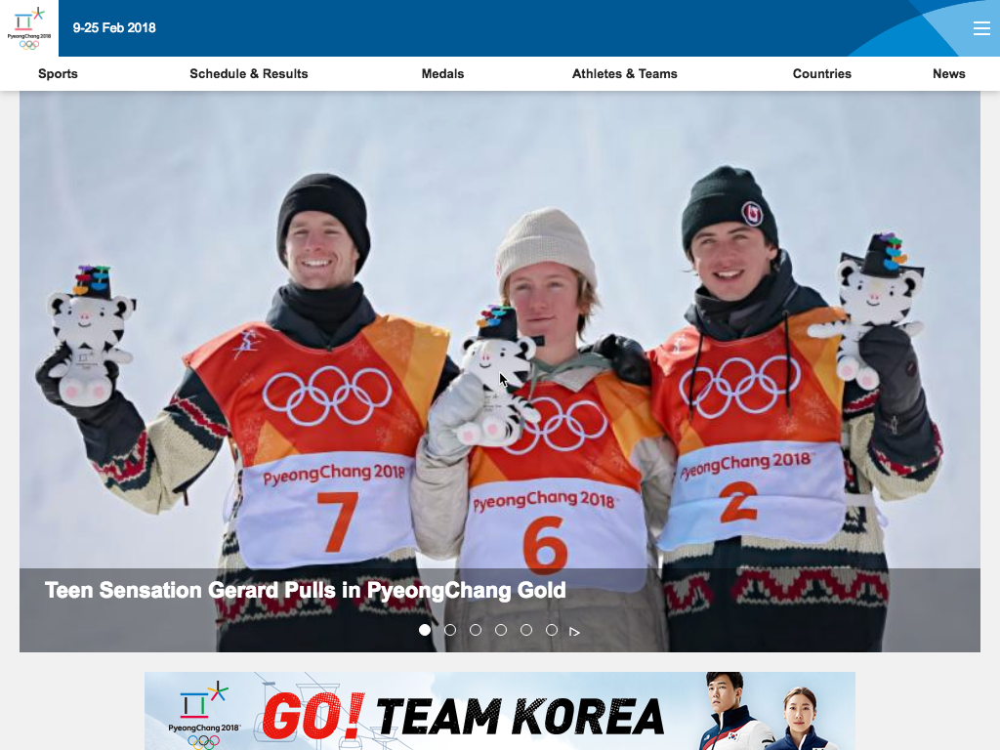 PyeongChang 2018
9-25 Feb 2018
Sports
Schedule & Results
Medals
Athletes & Teams
Countries
News
PyeongChang 2018
7
PyeongChang 2018
6
PyeongChang 2018
2
Teen Sensation Gerard Pulls in PyeongChang Gold
PyeongChang 2018
GO! TEAM KOREA